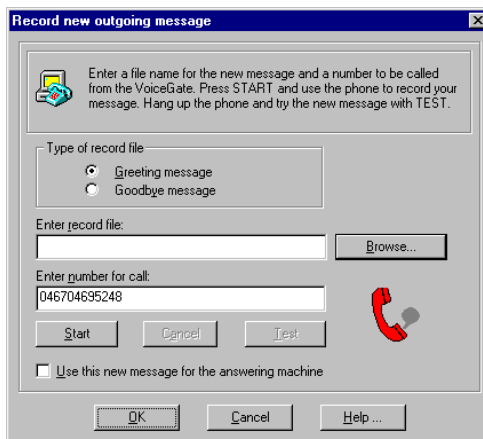 Record new outgoing message
Enter a file name for the new message and a number to be called
from the VoiceGate. Press START and use the phone to record your
message. Hang up the phone and try the new message with TEST.
Type of record file
Greeting message
Goodbye message
Enter record file:
Browse...
Enter number for call:
046704695248
Start Cancel Test
Use this new message for the answering machine
OK Cancel Help ...